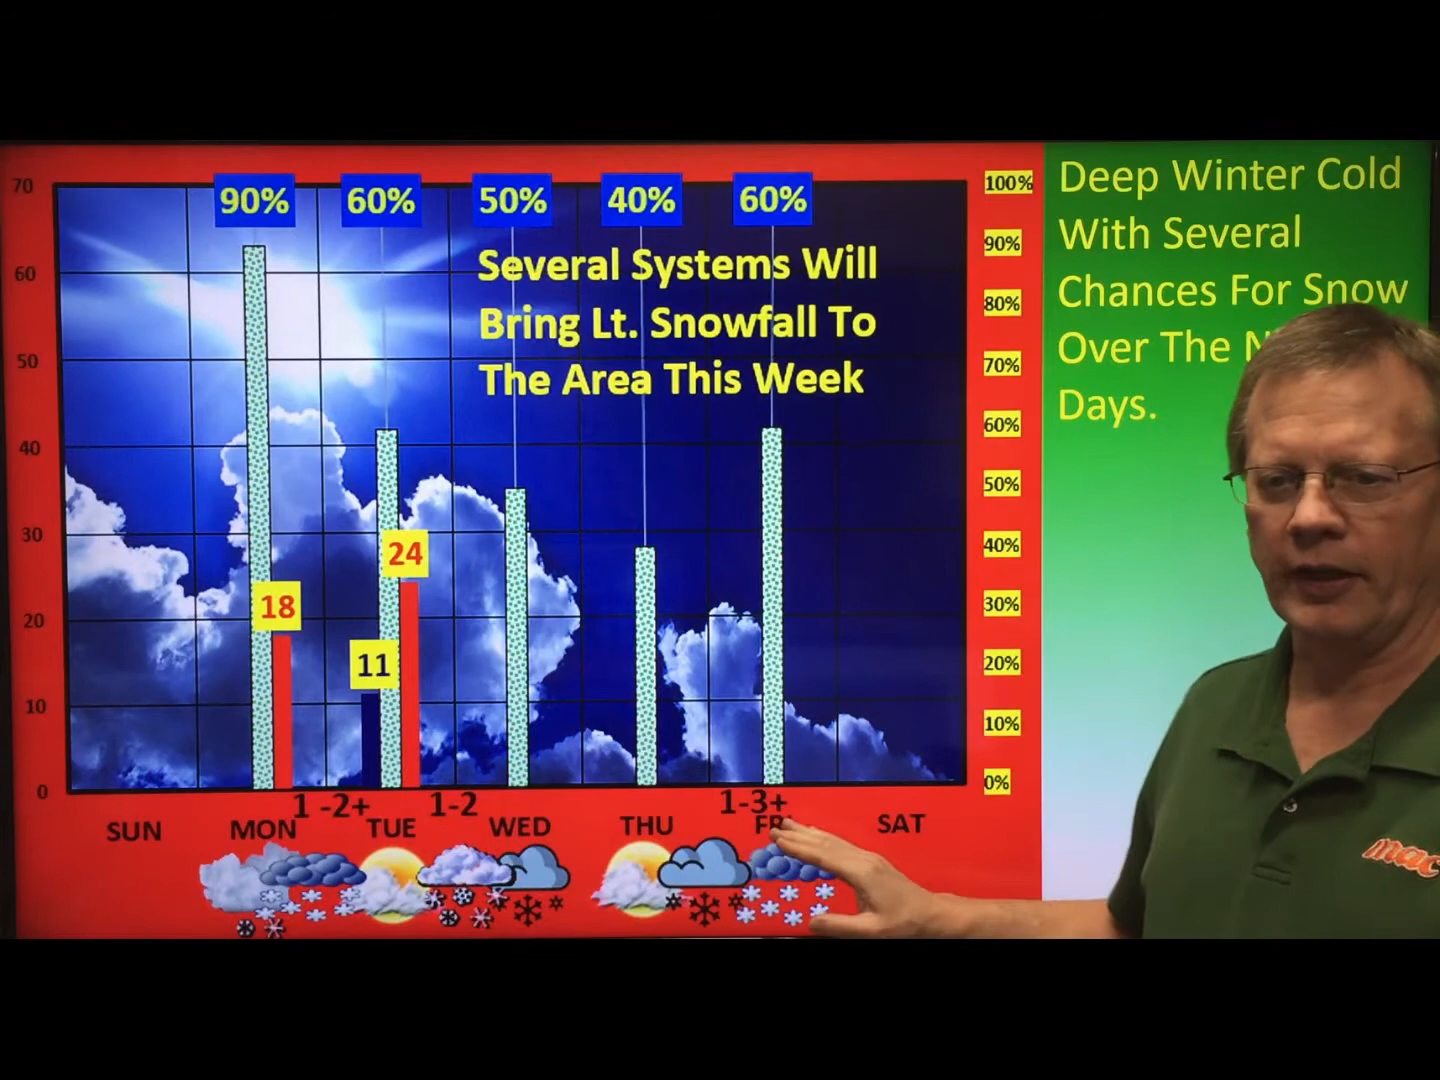 70
60
50
40
30
20
10
0
90%
60%
50%
40%
60%
Several Systems Will
Bring Lt. Snowfall To
The Area This Week
18
11
24
100%
90%
80%
70%
60%
50%
40%
30%
20%
10%
0%
1 -2+
1-2
1-3+
SUN
MON
TUE
WED
THU
SAT
Deep Winter Cold
With Several
Chances For Snow
Over The
Days.
mac